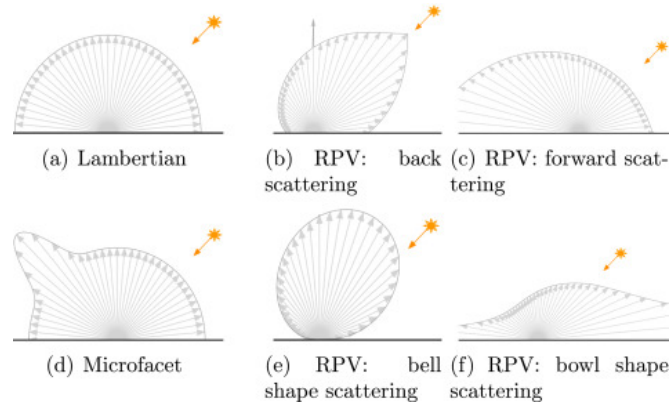 (a) Lambertian
(b) RPV: back
scattering
(c) RPV: forward scat-
tering
(d) Microfacet
(e) RPV: bell
shape scattering
(f) RPV: bowl shape
scattering